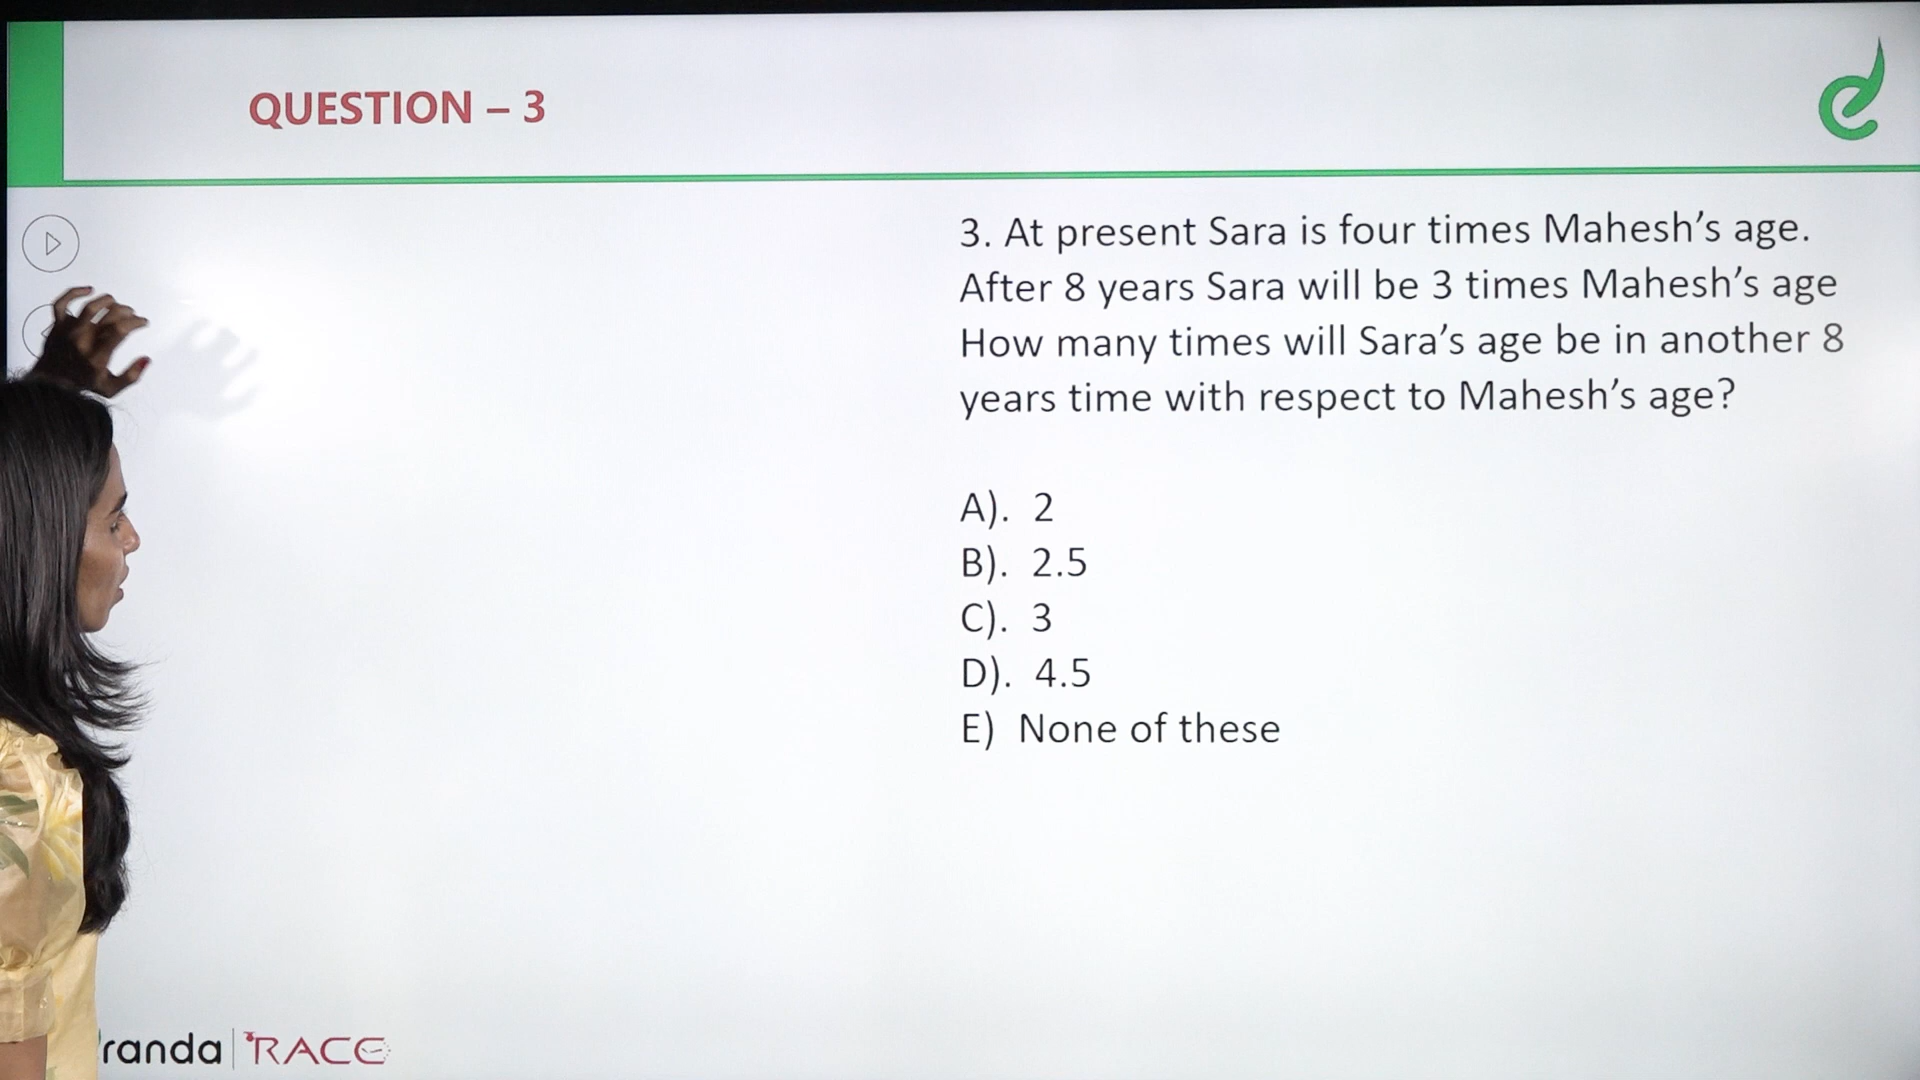 QUESTION – 3
3. At present Sara is four times Mahesh’s age.
After 8 years Sara will be 3 times Mahesh’s age
How many times will Sara’s age be in another 8
years time with respect to Mahesh’s age?
A). 2
B). 2.5
C). 3
D). 4.5
E) None of these
randa RACE